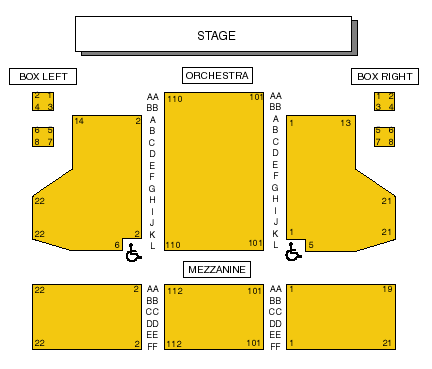 STAGE
BOX LEFT ORCHESTRA BOX RIGHT
2 1 AA 110 101 AA 1 2
4 3 BB BB 3 4
14 2 A A 1 13
6 5 B B 5 6
8 7 C C 7 8
D D
E E
F F
G G
22 H H 21
I I
J J
22 2 K K 1 21
6 L 110 101 L 5
MEZZANINE
22 2 AA 112 101 AA 1 19
BB BB
CC CC
DD DD
EE EE
22 2 FF 112 101 FF 1 21